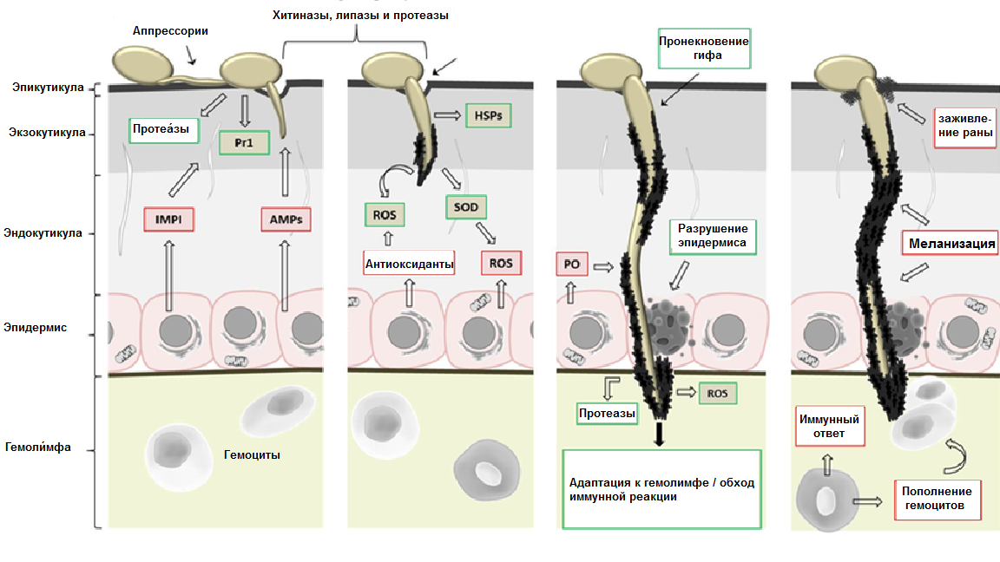 Хитиназы, липазы и протеазы
Аппрессории
Эпикутикула
Экзокутикула
Эндокутикула
Эпидермис
Гемоли́мфа
Протеа́зы
Pr1
IMPI
AMPs
Гемоциты
HSPs
ROS
SOD
Антиоксиданты
ROS
Пронекновение
гифа
Разрушение
эпидермиса
PO
Протеазы
ROS
Адаптация к гемолимфе / обход
иммунной реакции
заживле-
ние раны
Меланизация
Иммунный
ответ
Пополнение
гемоцитов